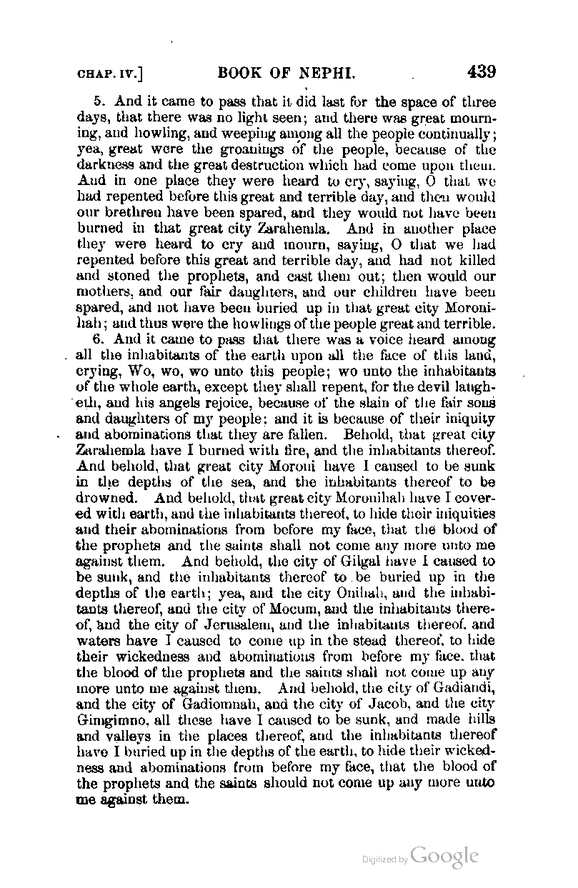 CHAP. IV.] BOOK OF NEPHI. 439
5. And it came to pass that it did last for the space of three
days, that there was no light seen; and there was great mourn-
ing, and howling, and weeping among all the people continually;
yea, great were the groanings of the people, because of the
darkness and the great destruction which had come upon them.
And in one place they were heard to cry, saying, O that we
had repented before this great and terrible day, and then would
our brethren have been spared, and they would not have been
burned in that great city Zarahemla. And in another place
they were heard to cry and mourn, saying, O that we had
repented before this great and terrible day, and had not killed
and stoned the prophets, and cast them out; then would our
mothers, and our fair daughters, and our children have been
spared, and not have been buried up in that great city Moroni-
hah; and thus were the howlings of the people great and terrible.
6. And it came to pass that there was a voice heard among
all the inhabitants of the earth upon all the face of this land,
crying, Wo, wo, wo unto this people; wo unto the inhabitants
of the whole earth, except they shall repent, for the devil laugh-
eth, and his angels rejoice, because of the slain of the fair sons
and daughters of my people; and it is because of their iniquity
and abominations that they are fallen. Behold, that great city
Zarahemla have I burned with fire, and the inhabitants thereof.
And behold, that great city Moroni have I caused to be sunk
in the depths of the sea, and the inhabitants thereof to be
drowned. And behold, that great city Moronihah have I cover-
ed with earth, and the inhabitants thereof, to hide their iniquities
and their abominations from before my face, that the blood of
the prophets and the saints shall not come any more unto me
against them. And behold, the city of Gilgal have I caused to
be sunk, and the inhabitants thereof to be buried up in the
depths of the earth; yea, and the city Onihah, and the inhabi-
tants thereof, and the city of Mocum, and the inhabitants there-
of, and the city of Jerusalem, and the inhabitants thereof, and
waters have I caused to come up in the stead thereof, to hide
their wickedness and abominations from before my face, that
the blood of the prophets and the saints shall not come up any
more unto me against them. And behold, the city of Gadiandi,
and the city of Gadiomnah, and the city of Jacob, and the city
Gimgimno, all these have I caused to be sunk, and made hills
and valleys in the places thereof, and the inhabitants thereof
have I buried up in the depths of the earth, to hide their wicked-
ness and abominations from before my face, that the blood of
the prophets and the saints should not come up any more unto
me against them.
Digitized by Google